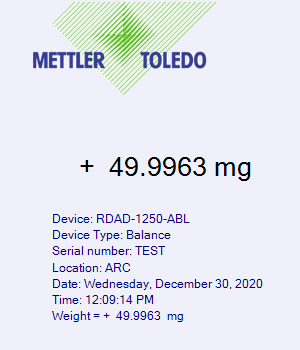 METTLER TOLEDO
+ 49.9963 mg
Device: RDAD-1250-ABL
Device Type: Balance
Serial number: TEST
Location: ARC
Date: Wednesday, December 30, 2020
Time: 12:09:14 PM
Weight = + 49.9963 mg